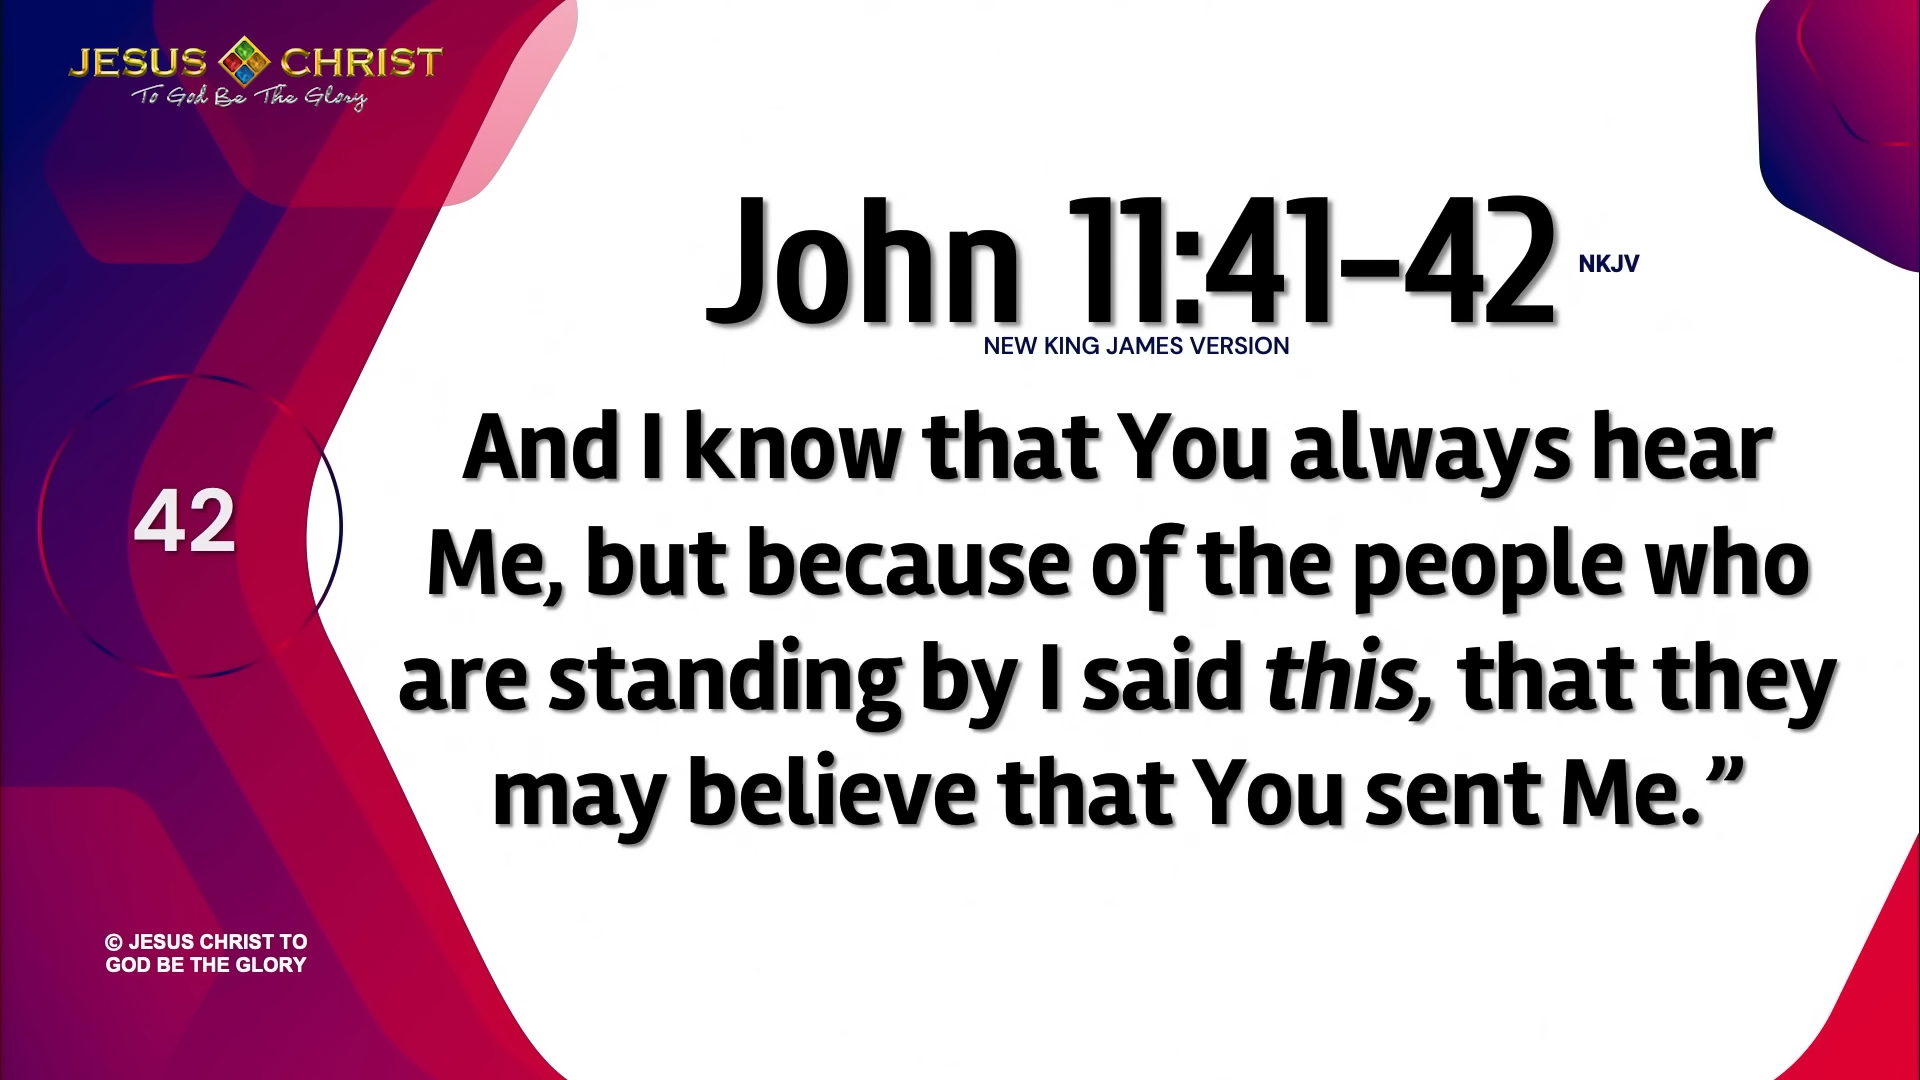 JESUS CHRIST
To God Be The Glory
John 11:41-42 NKJV
NEW KING JAMES VERSION
42
And I know that You always hear
Me, but because of the people who
are standing by I said this, that they
may believe that You sent Me.”
© JESUS CHRIST TO
GOD BE THE GLORY